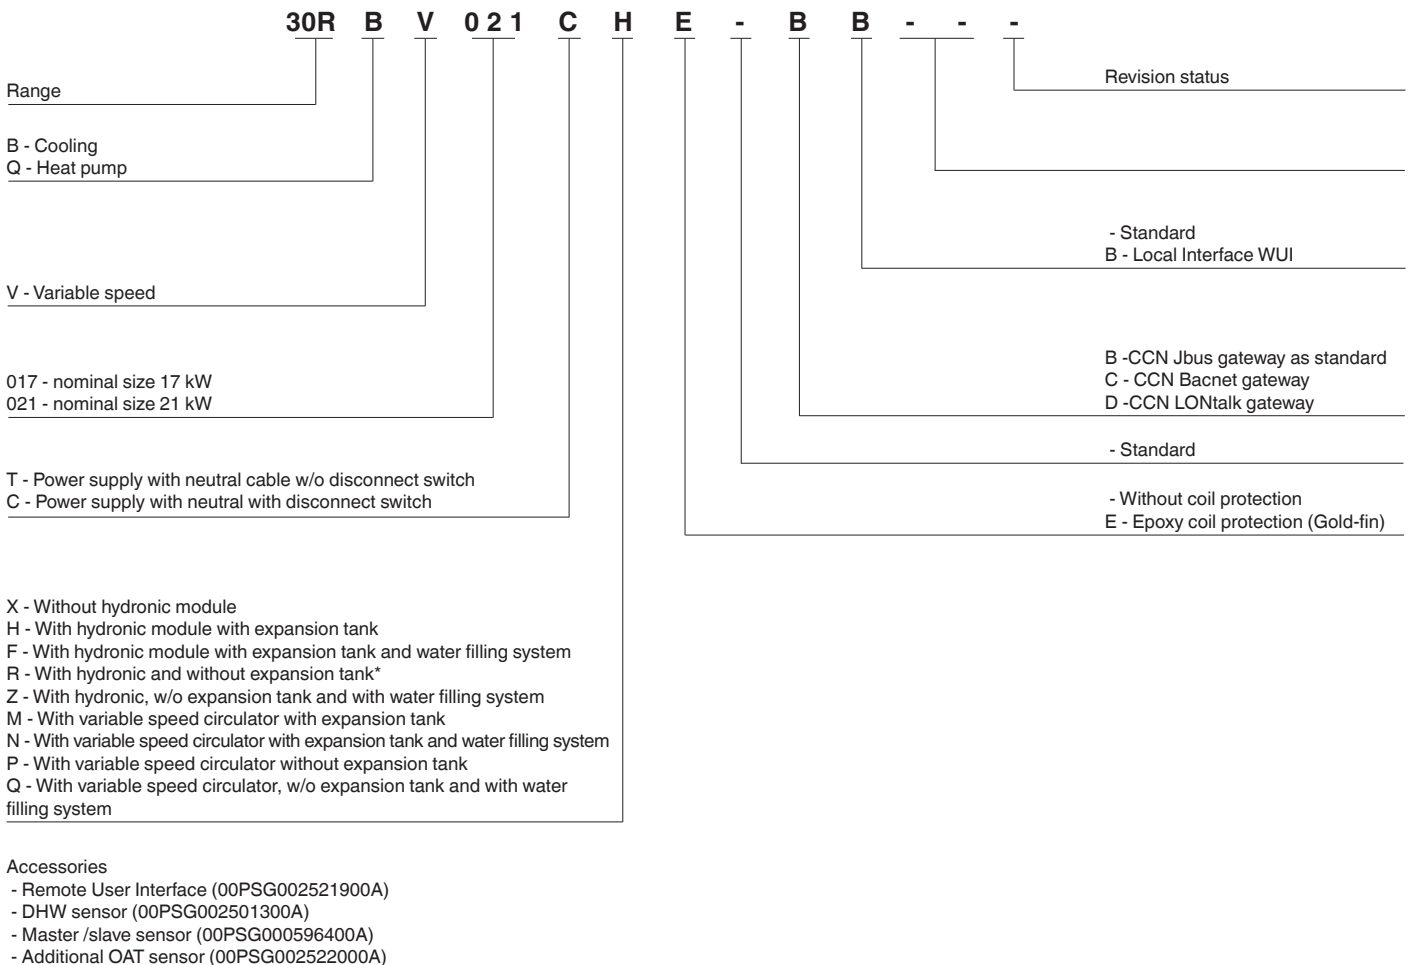 30R B V 0 2 1 C H E - B B - - -
Range
Revision status
B - Cooling
Q - Heat pump
- Standard
B - Local Interface WUI
V - Variable speed
B -CCN Jbus gateway as standard
C - CCN Bacnet gateway
D -CCN LONtalk gateway
017 - nominal size 17 kW
021 - nominal size 21 kW
- Standard
T - Power supply with neutral cable w/o disconnect switch
C - Power supply with neutral with disconnect switch
- Without coil protection
E - Epoxy coil protection (Gold-fin)
X - Without hydronic module
H - With hydronic module with expansion tank
F - With hydronic module with expansion tank and water filling system
R - With hydronic and without expansion tank*
Z - With hydronic, w/o expansion tank and with water filling system
M - With variable speed circulator with expansion tank
N - With variable speed circulator with expansion tank and water filling system
P - With variable speed circulator without expansion tank
Q - With variable speed circulator, w/o expansion tank and with water
filling system
Accessories
- Remote User Interface (00PSG002521900A)
- DHW sensor (00PSG002501300A)
- Master /slave sensor (00PSG000596400A)
- Additional OAT sensor (00PSG002522000A)